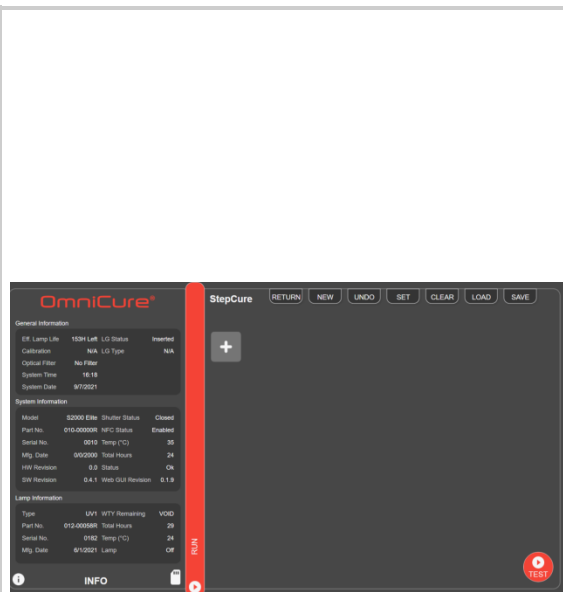 OmniCure®
StepCure RETURN NEW UNDO SET CLEAR LOAD SAVE
General Information
Eff. Lamp Life 153H Left LG Status Inserted
Calibration N/A LG Type N/A
Optical Filter No Filter
System Time 16:18
System Date 9/7/2021
System Information
Model S2000 Elite Shutter Status Closed
Part No. 010-00000R NFC Status Enabled
Serial No. 0010 Temp (°C) 35
Mfg. Date 0/0/2000 Total Hours 24
HW Revision 0.0 Status Ok
SW Revision 0.4.1 Web GUI Revision 0.1.9
Lamp Information
Type UV1 WTY Remaining VOID
Part No. 012-00058R Total Hours 29
Serial No. 0182 Temp (°C) 24
Mfg. Date 6/1/2021 Lamp Off
INFO
RUN
TEST